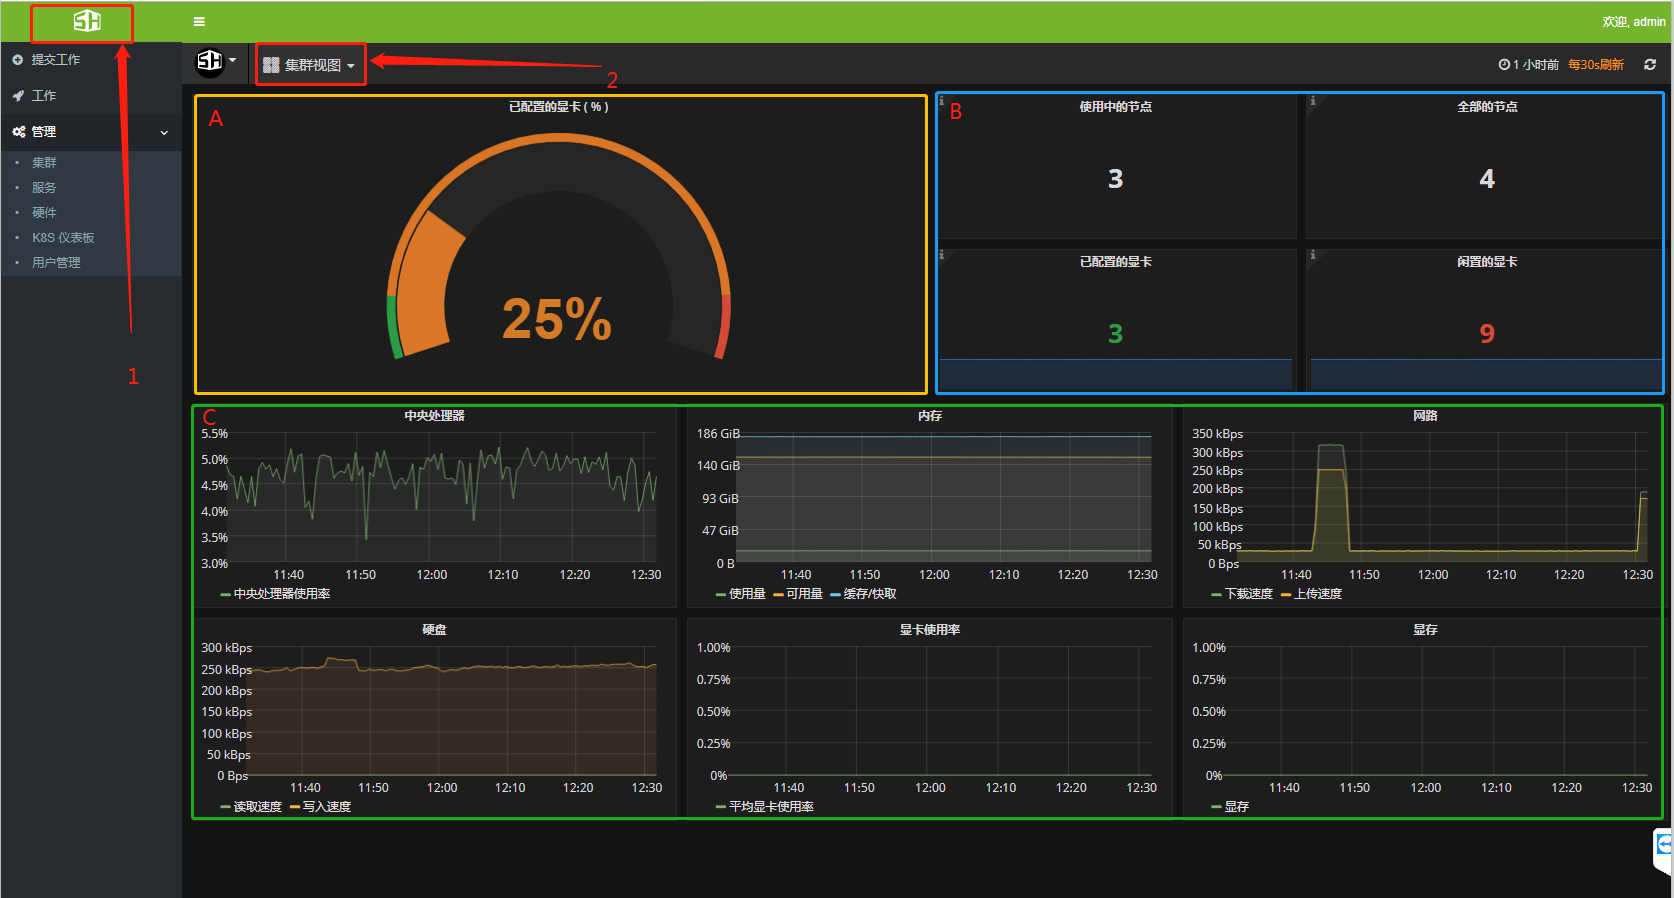 SH
欢迎, admin
提交工作
工作
管理
集群
服务
硬件
K8S 仪表板
用户管理
1
SH
集群视图
2
1 小时前 每30s刷新
A
已配置的显卡 ( % )
25%
B
使用中的节点
3
全部的节点
4
已配置的显卡
3
闲置的显卡
9
C
中央处理器
5.5%
5.0%
4.5%
4.0%
3.5%
3.0%
11:40 11:50 12:00 12:10 12:20 12:30
中央处理器使用率
内存
186 GiB
140 GiB
93 GiB
47 GiB
0 B
11:40 11:50 12:00 12:10 12:20 12:30
使用量 可用量 缓存/快取
网路
350 kBps
300 kBps
250 kBps
200 kBps
150 kBps
100 kBps
50 kBps
0 Bps
11:40 11:50 12:00 12:10 12:20 12:30
下载速度 上传速度
硬盘
300 kBps
250 kBps
200 kBps
150 kBps
100 kBps
50 kBps
0 Bps
11:40 11:50 12:00 12:10 12:20 12:30
读取速度 写入速度
显卡使用率
1.00%
0.75%
0.50%
0.25%
0%
11:40 11:50 12:00 12:10 12:20 12:30
平均显卡使用率
显存
1.00%
0.75%
0.50%
0.25%
0%
11:40 11:50 12:00 12:10 12:20 12:30
显存